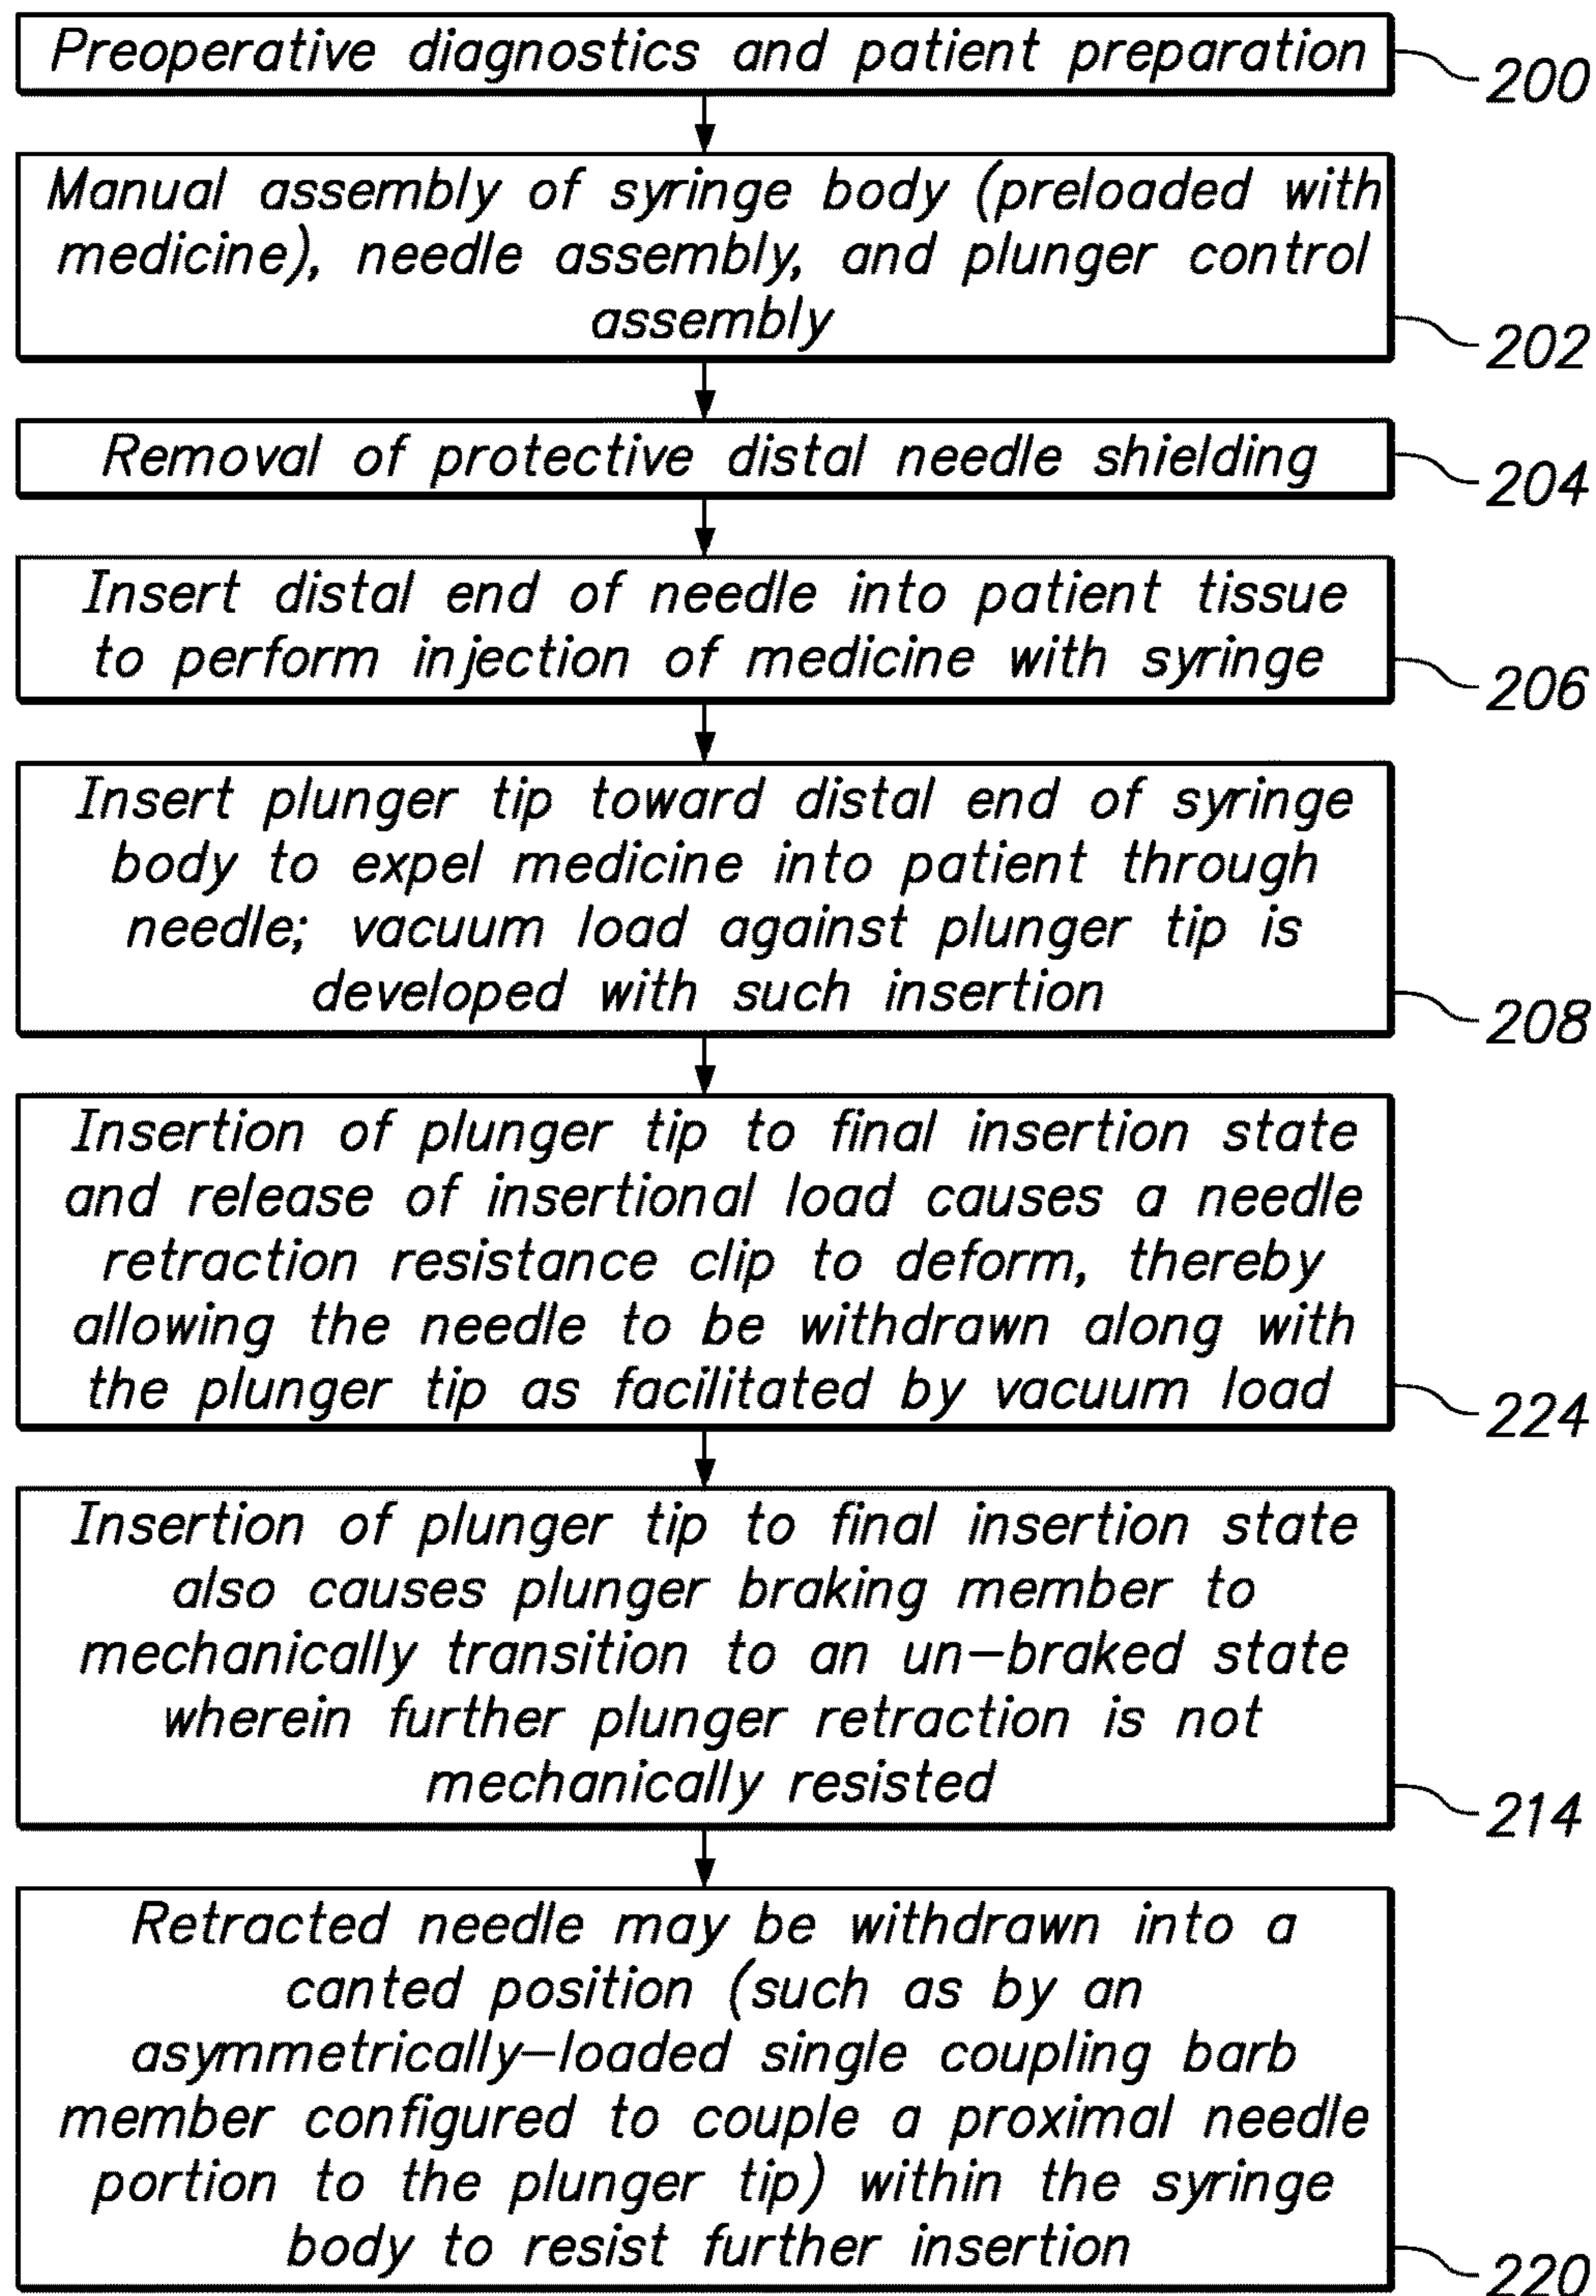 Preoperative diagnostics and patient preparation
200
Manual assembly of syringe body (preloaded with
medicine), needle assembly, and plunger control
assembly
202
Removal of protective distal needle shielding
204
Insert distal end of needle into patient tissue
to perform injection of medicine with syringe
206
Insert plunger tip toward distal end of syringe
body to expel medicine into patient through
needle; vacuum load against plunger tip is
developed with such insertion
208
Insertion of plunger tip to final insertion state
and release of insertional load causes a needle
retraction resistance clip to deform, thereby
allowing the needle to be withdrawn along with
the plunger tip as facilitated by vacuum load
224
Insertion of plunger tip to final insertion state
also causes plunger braking member to
mechanically transition to an un-braked state
wherein further plunger retraction is not
mechanically resisted
214
Retracted needle may be withdrawn into a
canted position (such as by an
asymmetrically-loaded single coupling barb
member configured to couple a proximal needle
portion to the plunger tip) within the syringe
body to resist further insertion
220